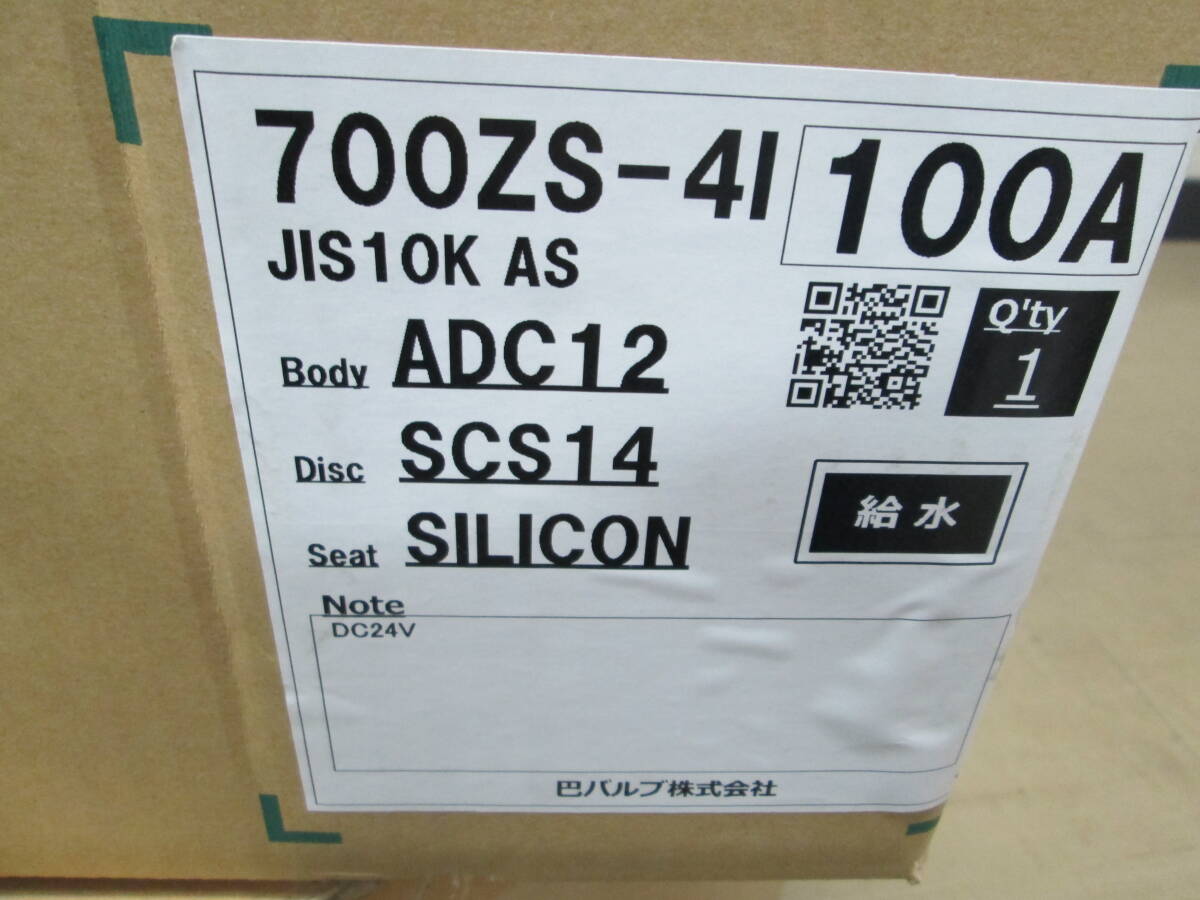 700ZS-4I 100A
JIS10K AS
Q'ty
1
Body ADC12
Disc SCS14
給水
Seat SILICON
Note
DC24V
巴バルブ株式会社